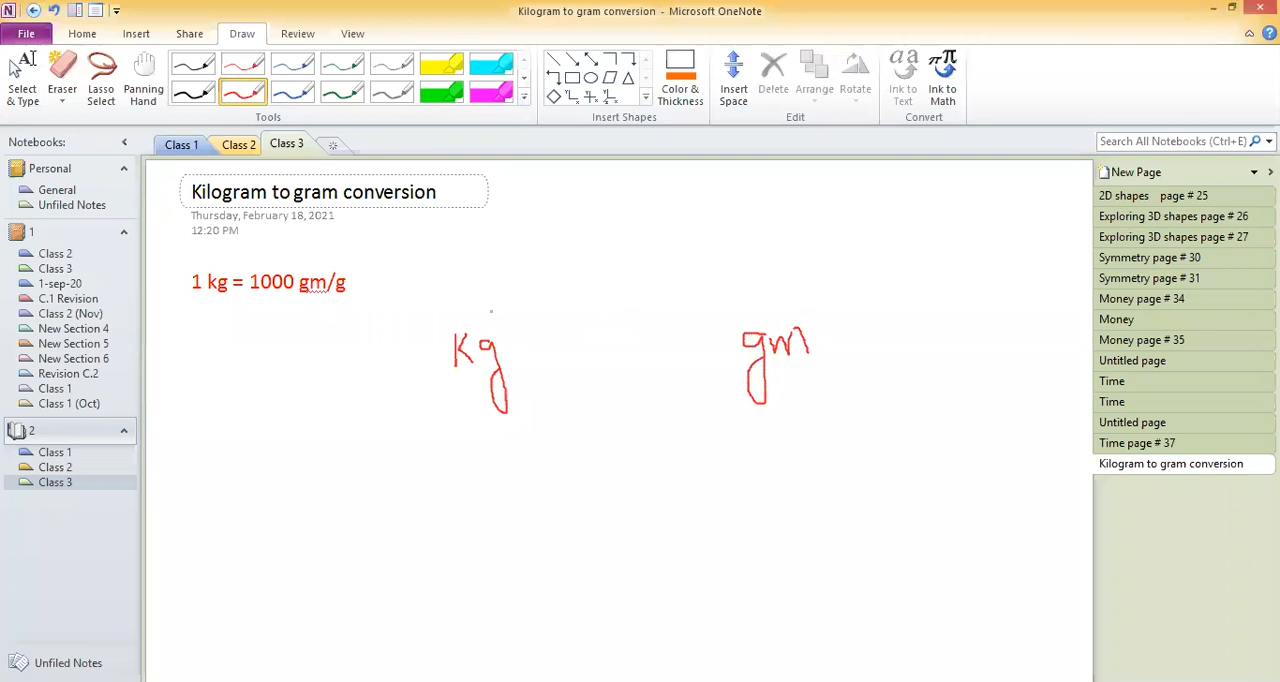 Kilogram to gram conversion - Microsoft OneNote
File Home Insert Share Draw Review View
Select & Type
Eraser
Lasso Select
Panning Hand
Color & Thickness
Insert Space
Delete
Arrange
Rotate
Ink to Text
Ink to Math
Tools
Insert Shapes
Edit
Convert
Notebooks:
Personal
General
Unfiled Notes
1
Class 2
Class 3
1-sep-20
C.1 Revision
Class 2 (Nov)
New Section 4
New Section 5
New Section 6
Revision C.2
Class 1
Class 1 (Oct)
2
Class 1
Class 2
Class 3
Unfiled Notes
Class 1 Class 2 Class 3
Search All Notebooks (Ctrl+E)
Kilogram to gram conversion
Thursday, February 18, 2021
12:20 PM
1 kg = 1000 gm/g
Kg gm
New Page
2D shapes page # 25
Exploring 3D shapes page # 26
Exploring 3D shapes page # 27
Symmetry page # 30
Symmetry page # 31
Money page # 34
Money
Money page # 35
Untitled page
Time
Time
Untitled page
Time page # 37
Kilogram to gram conversion